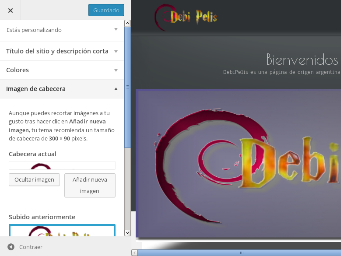 Guardado
Estás personalizando
Título del sitio y descripción corta
Colores
Imagen de cabecera
Aunque puedes recortar imágenes a tu
gusto tras hacer clic en Añadir nueva
imagen, tu tema recomienda un tamaño
de cabecera de 300 × 90 píxels.
Cabecera actual
Ocultar imagen
Añadir nueva
imagen
Subido anteriormente
Contraer
Debi Pelis
Bienvenidos
DebiPelis es una página de origen argentina
Debi